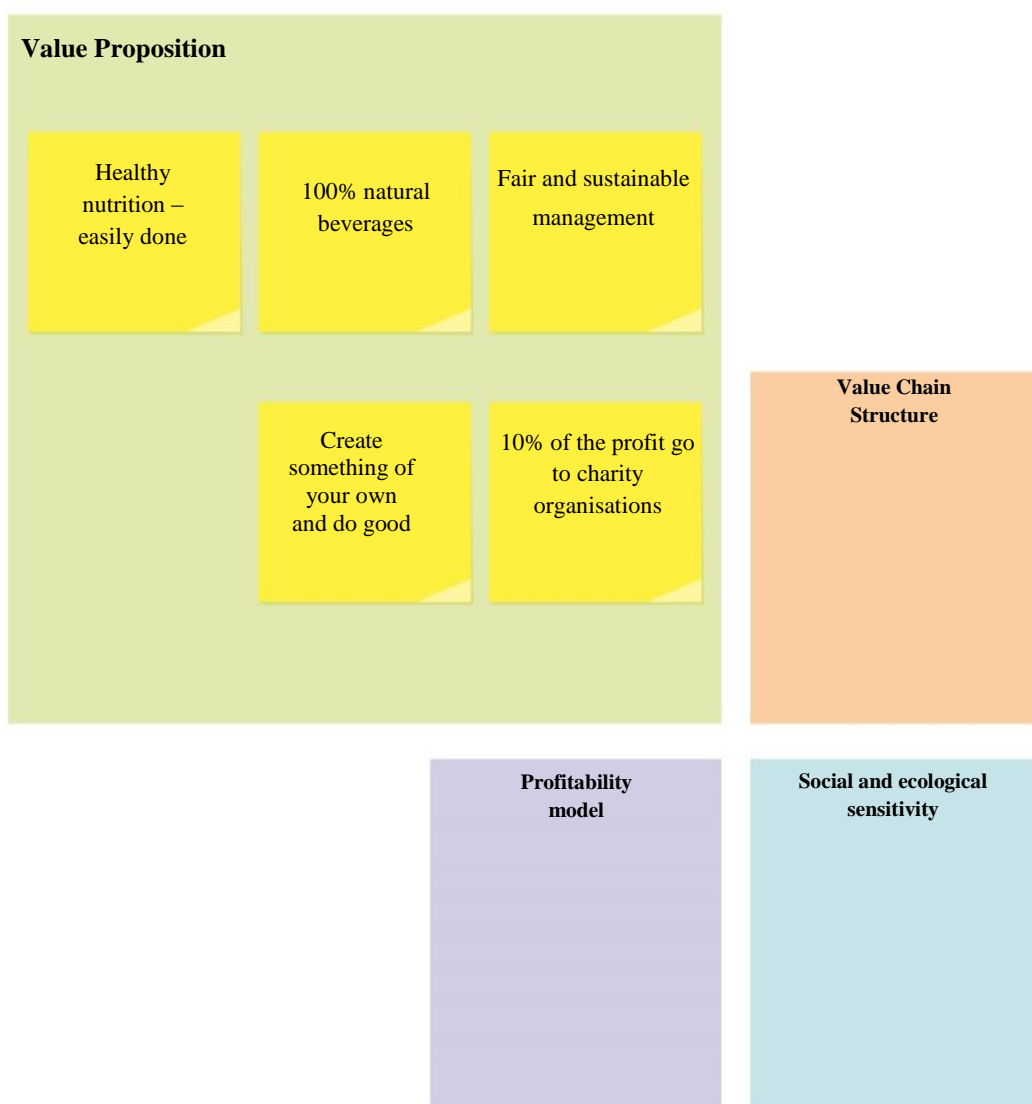 Value Proposition
Healthy
nutrition –
easily done
100% natural
beverages
Fair and sustainable
management
Create
something of
your own
and do good
10% of the profit go
to charity
organisations
Value Chain
Structure
Profitability
model
Social and ecological
sensitivity